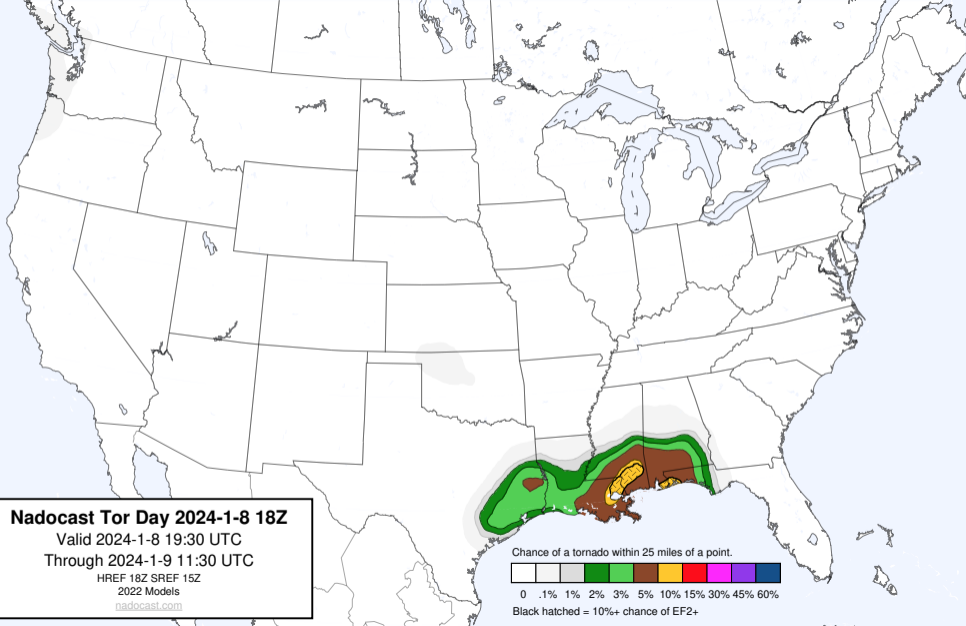 Nadocast Tor Day 2024-1-8 18Z
Valid 2024-1-8 19:30 UTC
Through 2024-1-9 11:30 UTC
HREF 18Z SREF 15Z
2022 Models
nadocast.com
Chance of a tornado within 25 miles of a point.
0 .1% 1% 2% 3% 5% 10% 15% 30% 45% 60%
Black hatched = 10%+ chance of EF2+